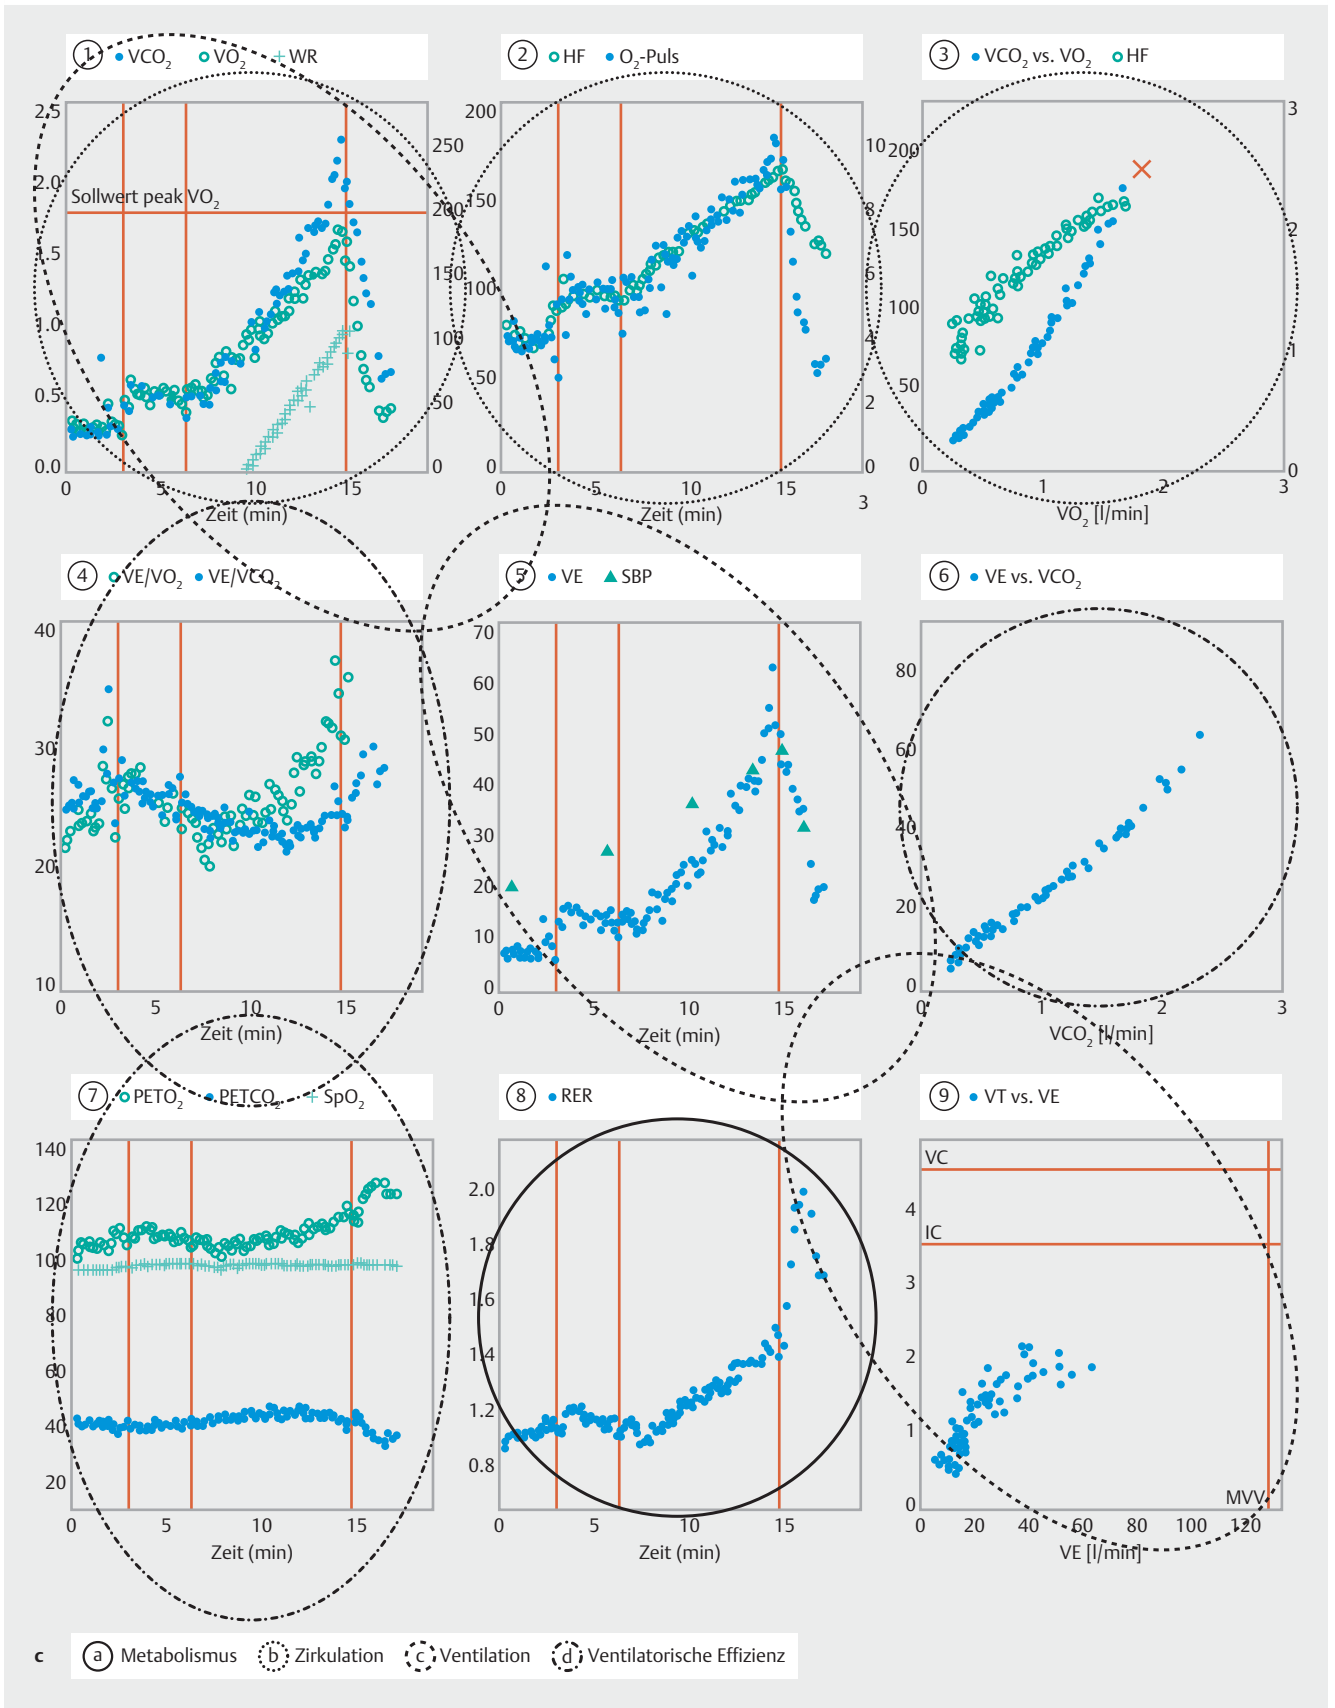 1 VCO2 VO2 WR
2.5
2.0
1.5
1.0
0.5
0.0
250
200
150
100
50
0
Sollwert peak VO2
0 5 10 15
Zeit (min)
2 HF O2-Puls
200
150
100
50
0
10
8
6
4
2
0
0 5 10 15 3
Zeit (min)
3 VCO2 vs. VO2 HF
200
150
100
50
0
3
2
1
0
0 1 2 3
VO2 [l/min]
4 VE/VO2 VE/VCO2
40
30
20
10
0 5 10 15
Zeit (min)
5 VE SBP
70
60
50
40
30
20
10
0
0 5 10 15
Zeit (min)
6 VE vs. VCO2
80
60
40
20
0
0 1 2 3
VCO2 [l/min]
7 PETO2 PETCO2 SpO2
140
120
100
80
60
40
20
0 5 10 15
Zeit (min)
8 RER
2.0
1.8
1.6
1.4
1.2
1.0
0.8
0 5 10 15
Zeit (min)
9 VT vs. VE
VC
4
IC
3
2
1
0
MVV
0 20 40 60 80 100 120
VE [l/min]
c a Metabolismus b Zirkulation c Ventilation d Ventilatorische Effizienz